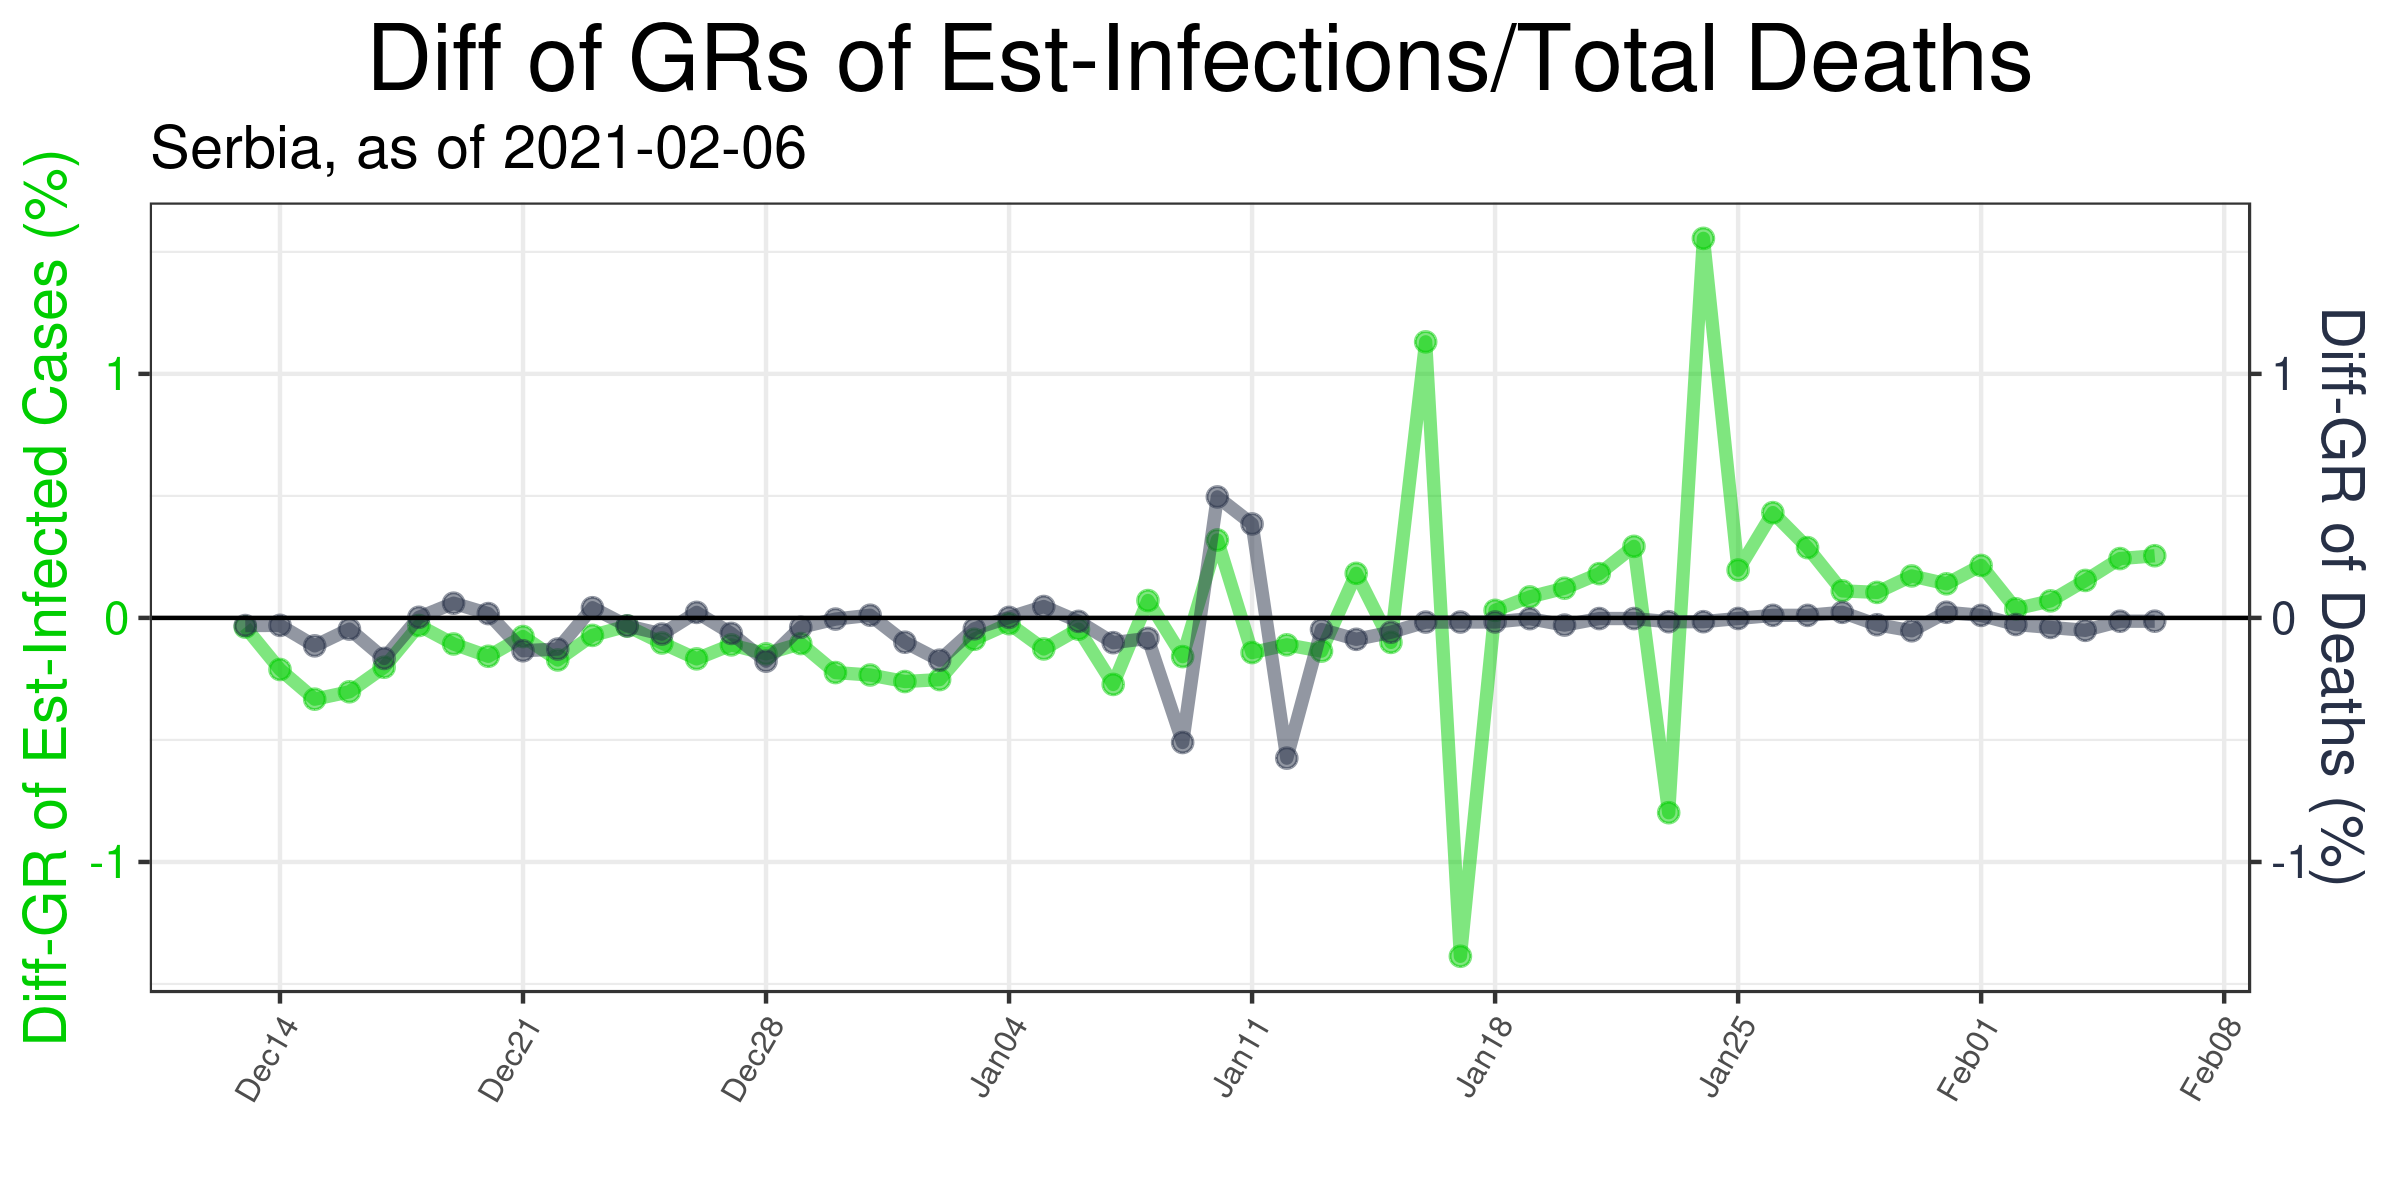 Diff of GRs of Est-Infections/Total Deaths
Serbia, as of 2021-02-06
Diff-GR of Est-Infected Cases (%)
1
0
-1
1
0
-1
Diff-GR of Deaths (%)
Dec14
Dec21
Dec28
Jan04
Jan11
Jan18
Jan25
Feb01
Feb08